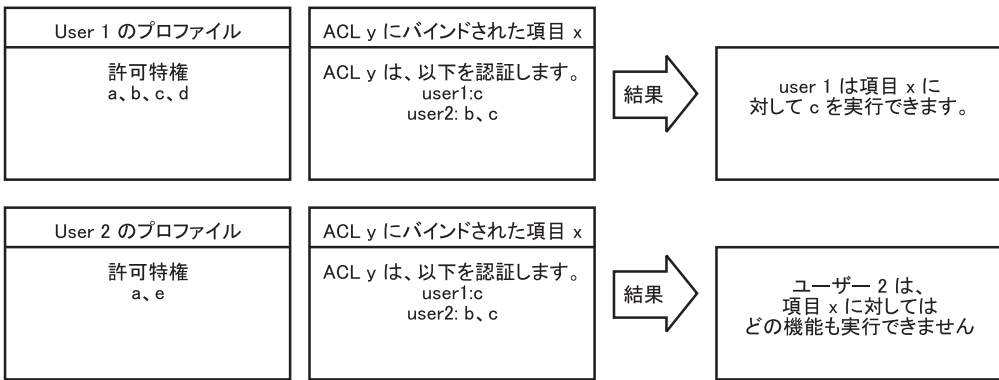 User 1 のプロファイル
許可特権
a、b、c、d
ACL y にバインドされた項目 x
ACL y は、以下を認証します。
user1:c
user2: b、c
結果
user 1 は項目 x に
対して c を実行できます。
User 2 のプロファイル
許可特権
a、e
ACL y にバインドされた項目 x
ACL y は、以下を認証します。
user1:c
user2: b、c
結果
ユーザー 2 は、
項目 x に対しては
どの機能も実行できません